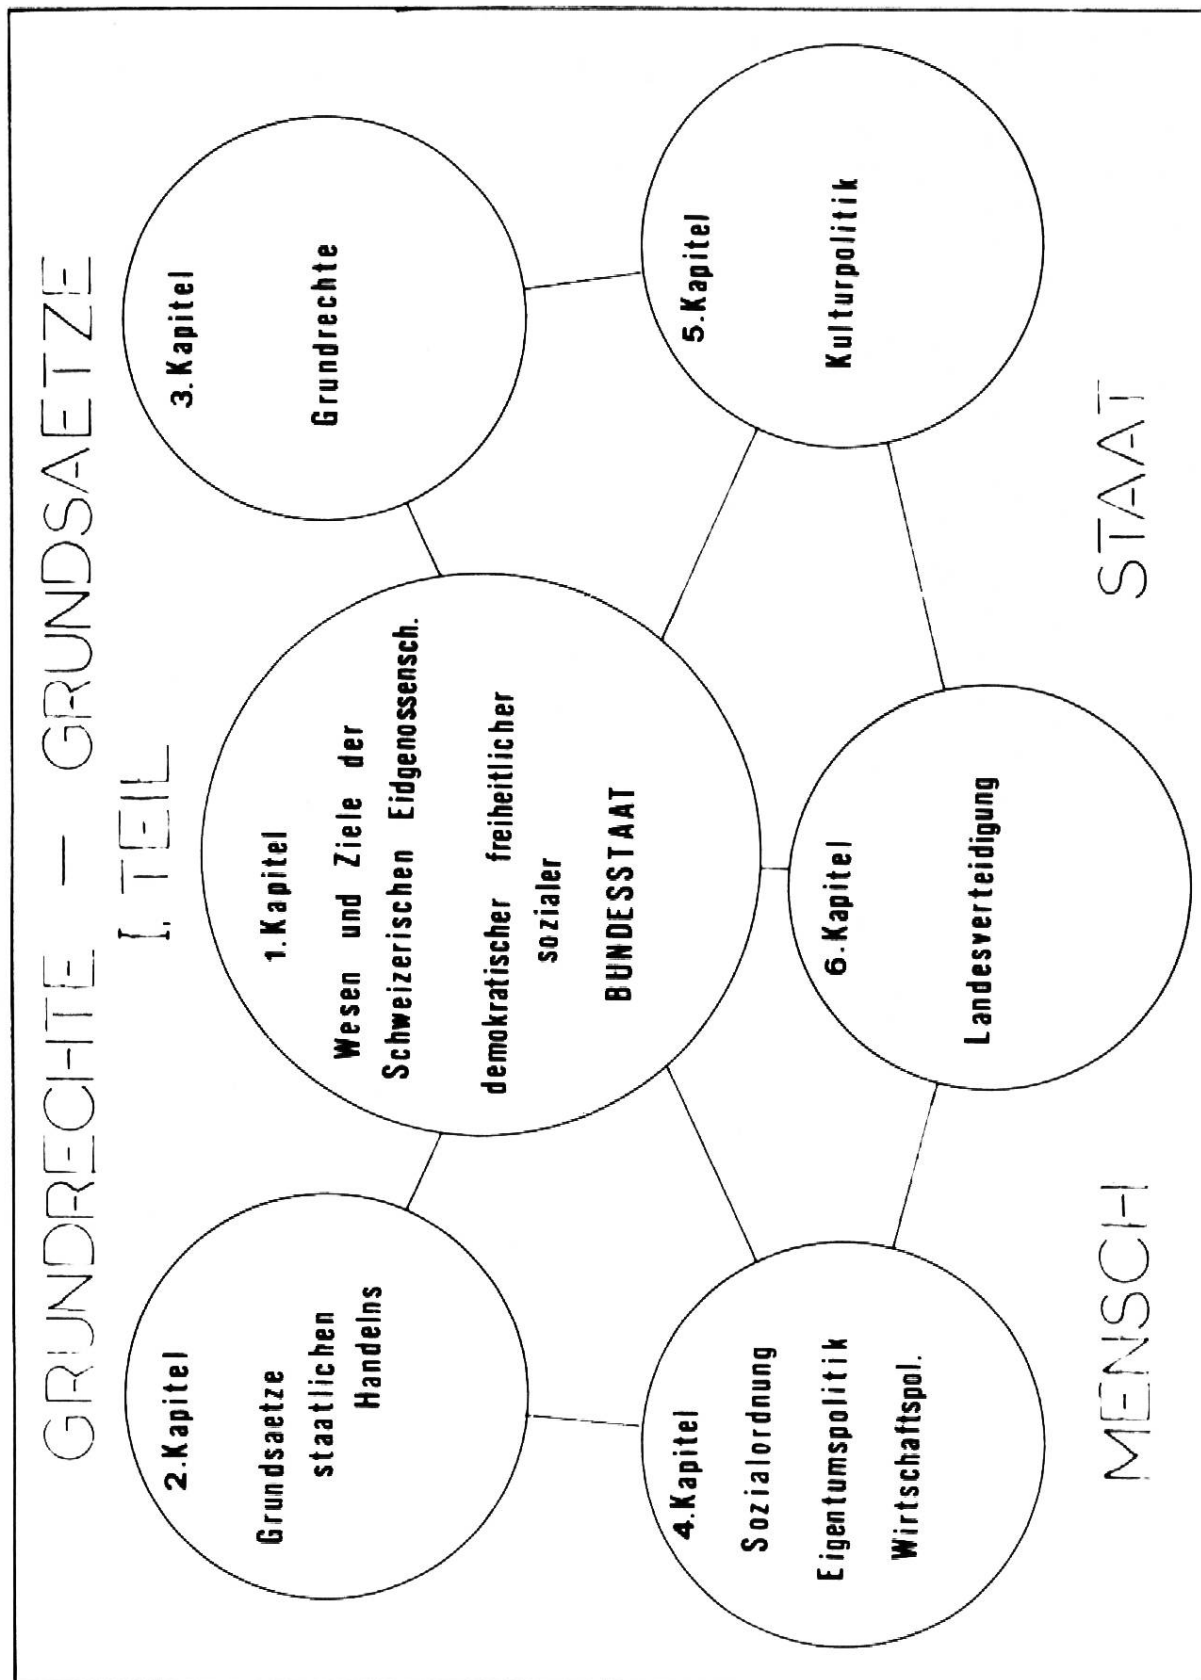 GRUNDRECHTE — GRUNDSAETZE
I. TEIL
2.Kapitel
Grundsaetze
staatlichen
Handelns
1.Kapitel
Wesen und Ziele der
Schweizerischen Eidgenossensch.
demokratischer freiheitlicher
sozialer
BUNDESSTAAT
3.Kapitel
Grundrechte
4.Kapitel
Sozialordnung
Eigentumspolitik
Wirtschaftspol.
6.Kapitel
Landesverteidigung
5.Kapitel
Kulturpolitik
MENSCH
STAAT